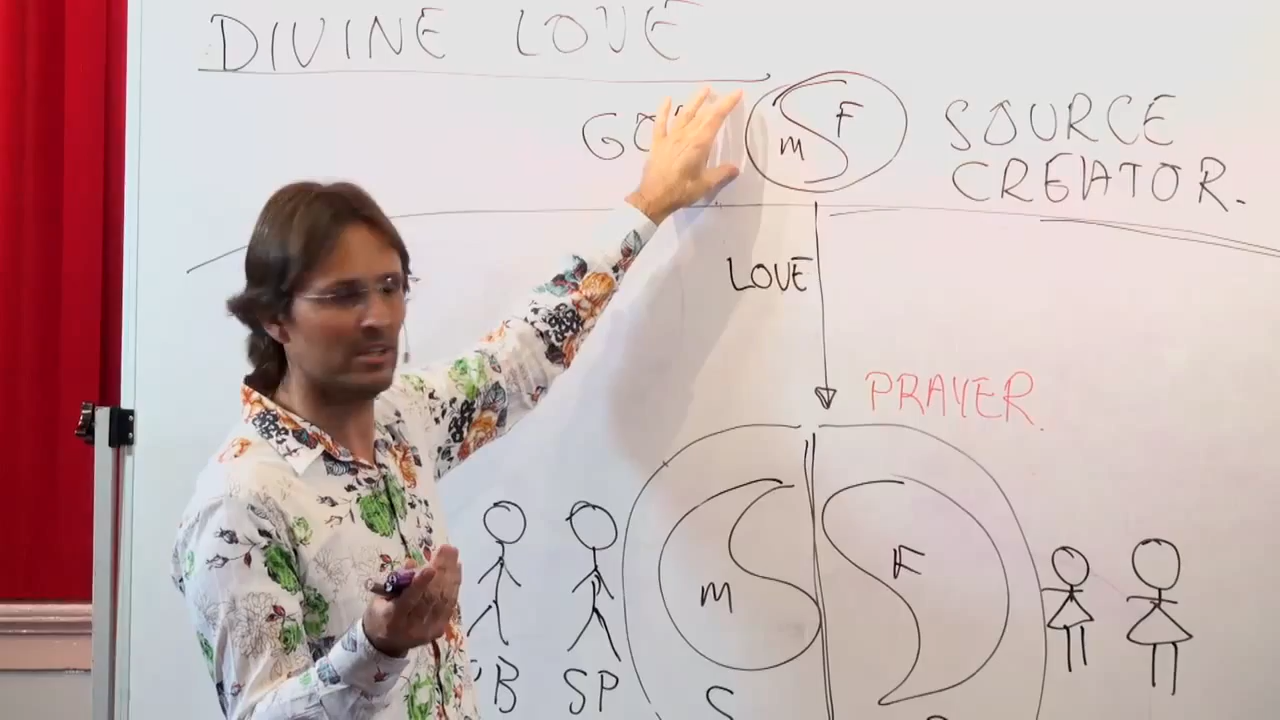 DIVINE LOVE
M F
SOURCE
CREATOR.
LOVE
PRAYER.
M F
SP
S